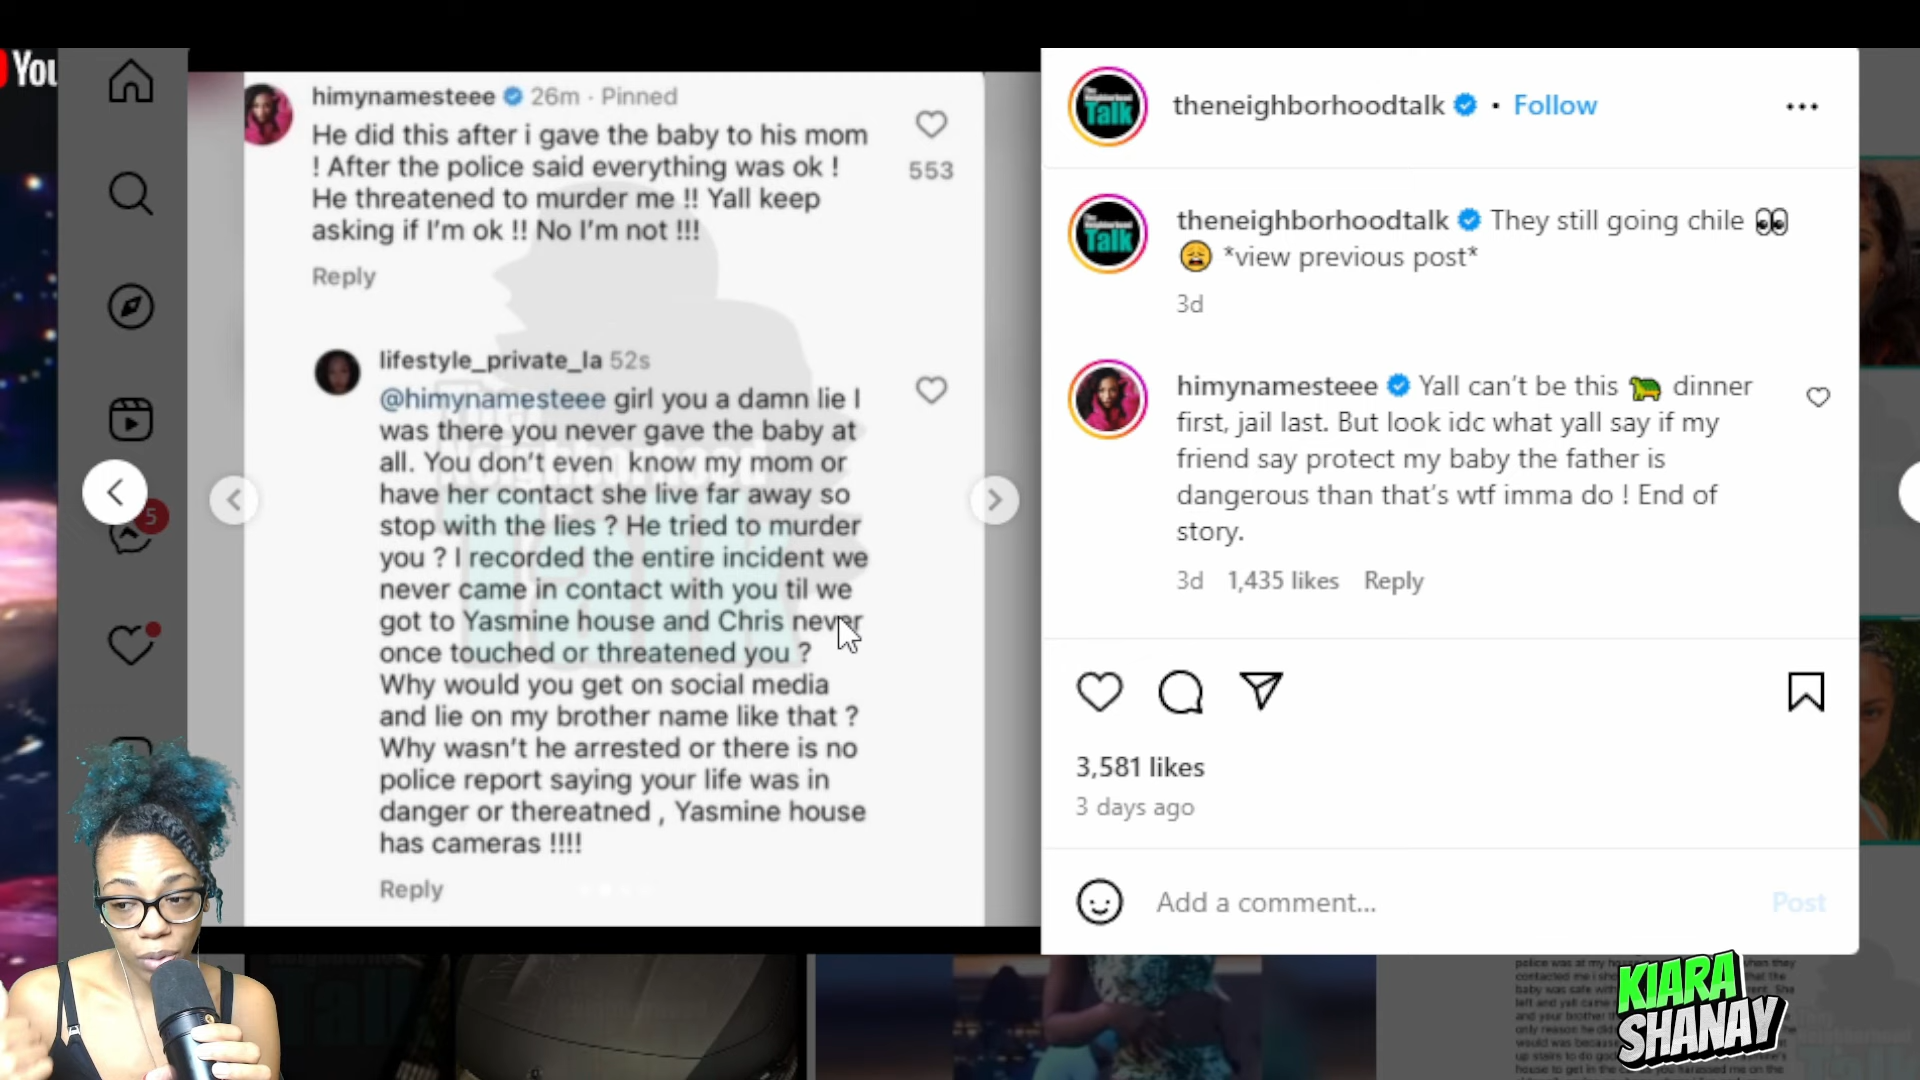 You
himynamesteee 26m · Pinned
He did this after i gave the baby to his mom
! After the police said everything was ok !
He threatened to murder me !! Yall keep
asking if I'm ok !! No I'm not !!!
Reply
553
lifestyle_private_la 52s
@himynamesteee girl you a damn lie I
was there you never gave the baby at
all. You don't even know my mom or
have her contact she live far away so
stop with the lies ? He tried to murder
you ? I recorded the entire incident we
never came in contact with you til we
got to Yasmine house and Chris never
once touched or threatened you ?
Why would you get on social media
and lie on my brother name like that ?
Why wasn't he arrested or there is no
police report saying your life was in
danger or thereatned , Yasmine house
has cameras !!!!
Reply
5
Talk
theneighborhoodtalk • Follow
Talk
theneighborhoodtalk They still going chile
*view previous post*
3d
himynamesteee Yall can't be this dinner
first, jail last. But look idc what yall say if my
friend say protect my baby the father is
dangerous than that's wtf imma do ! End of
story.
3d 1,435 likes Reply
3,581 likes
3 days ago
Add a comment... Post
KIARA
SHANAY